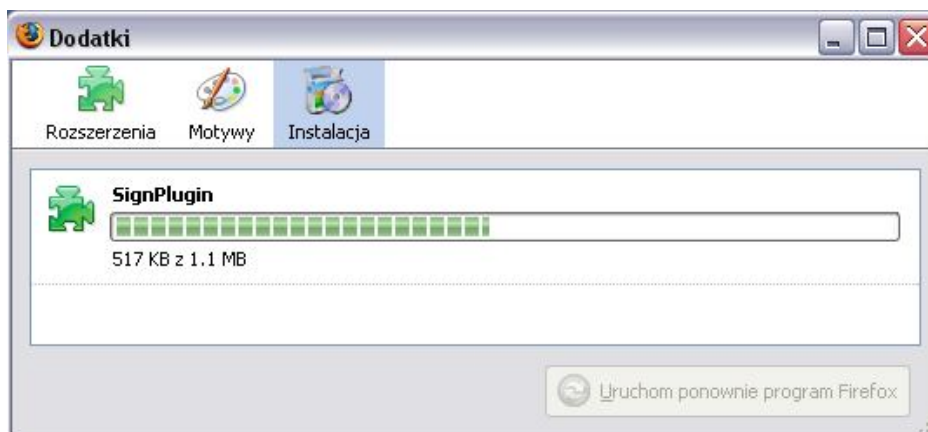 Dodatki
Rozszerzenia Motywy Instalacja
SignPlugin
517 KB z 1.1 MB
Uruchom ponownie program Firefox